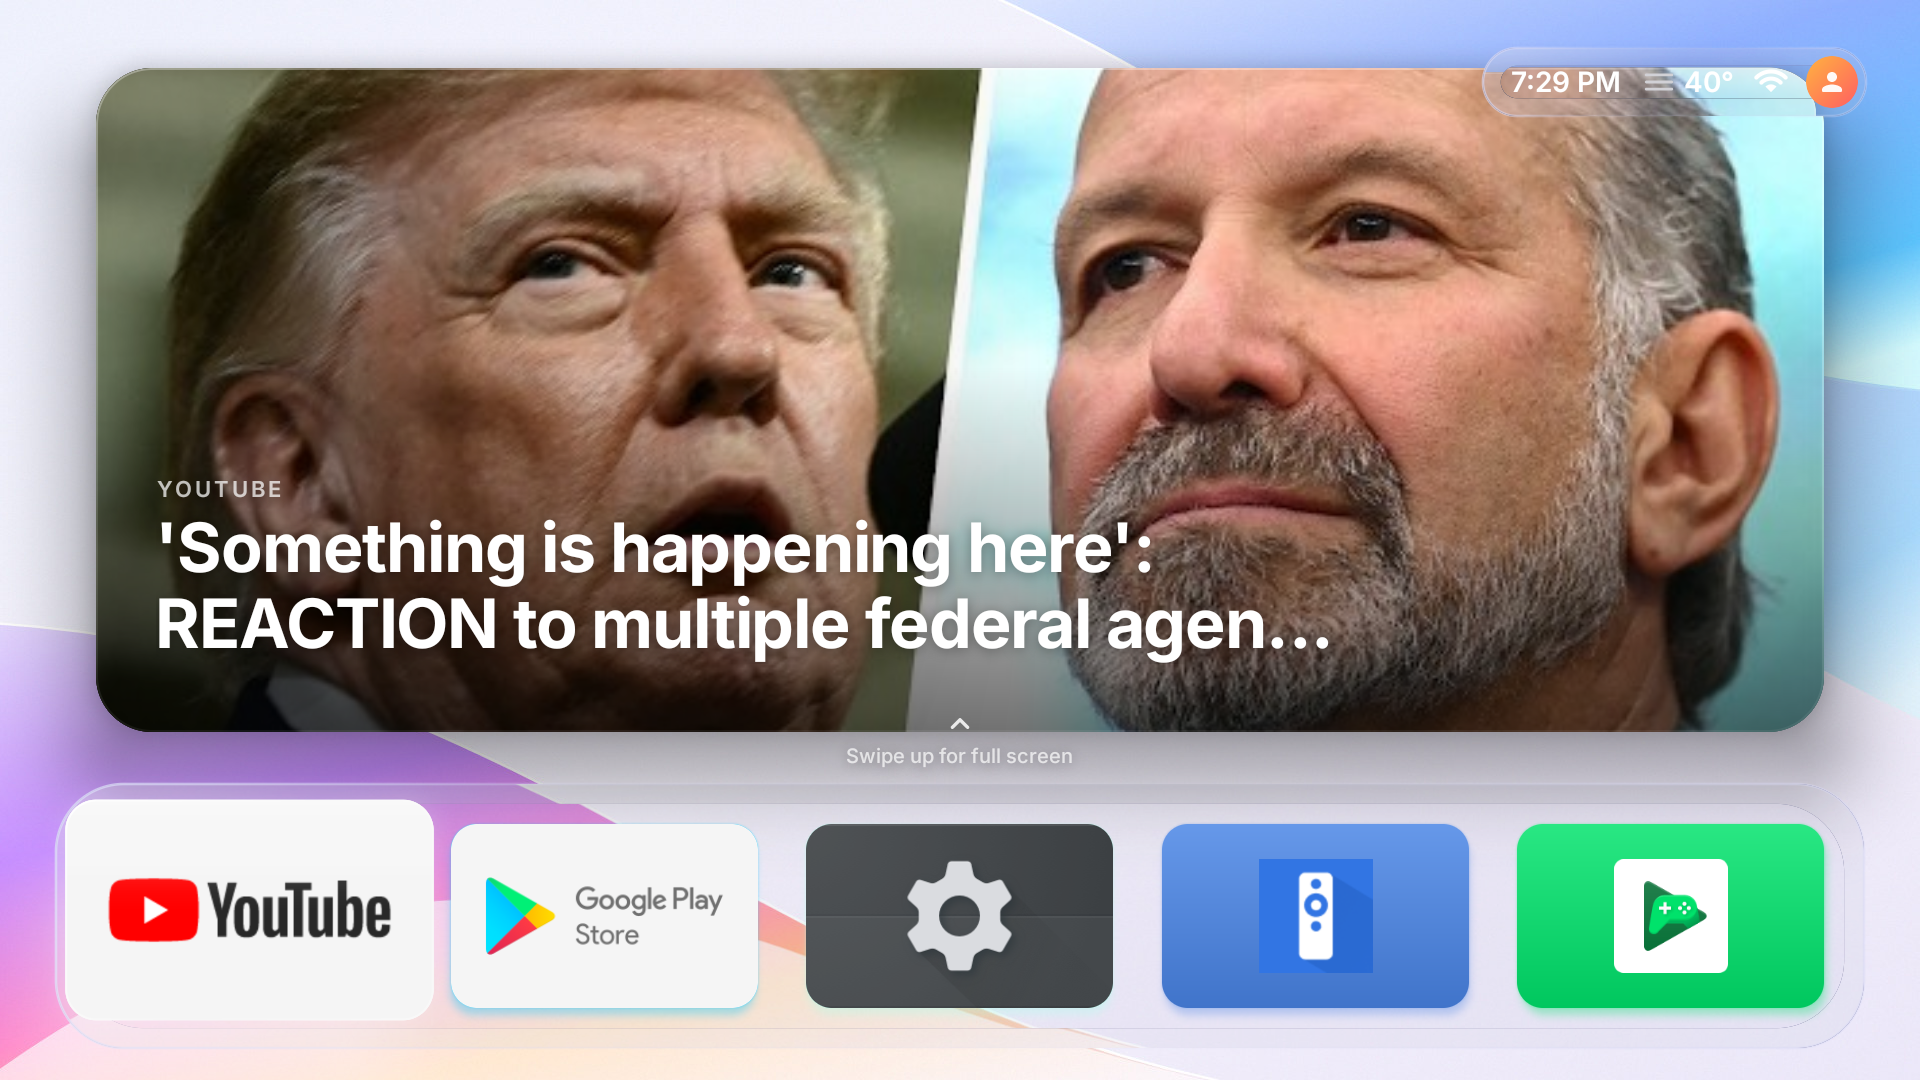 7:29 PM 40°
YOUTUBE
'Something is happening here':
REACTION to multiple federal agen...
Swipe up for full screen
YouTube
Google Play
Store